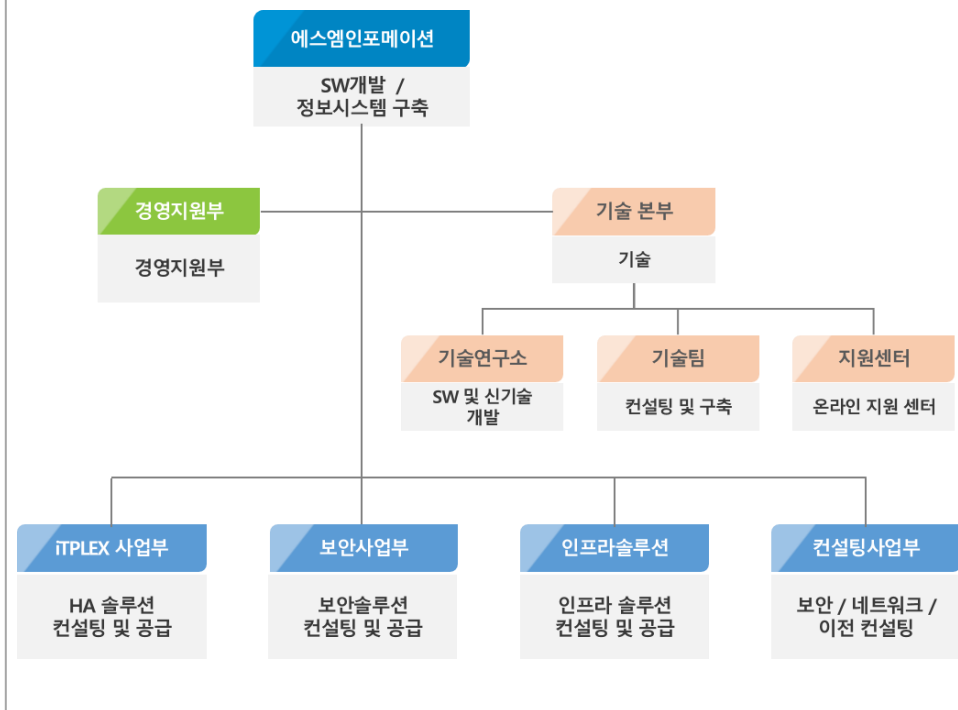 에스엠인포메이션
SW개발 /
정보시스템 구축
경영지원부
경영지원부
기술 본부
기술
기술연구소
SW 및 신기술
개발
기술팀
컨설팅 및 구축
지원센터
온라인 지원 센터
iTPLEX 사업부
HA 솔루션
컨설팅 및 공급
보안사업부
보안솔루션
컨설팅 및 공급
인프라솔루션
인프라 솔루션
컨설팅 및 공급
컨설팅사업부
보안 / 네트워크 /
이전 컨설팅